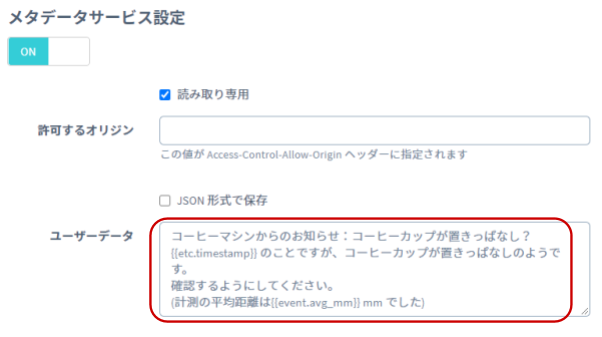 メタデータサービス設定
ON
読み取り専用
許可するオリジン
この値が Access-Control-Allow-Origin ヘッダーに指定されます
JSON 形式で保存
ユーザーデータ
コーヒーマシンからのお知らせ：コーヒーカップが置きっぱなし？
{{etc.timestamp}} のことですが、コーヒーカップが置きっぱなしのようで
す。
確認するようにしてください。
(計測の平均距離は{{event.avg_mm}} mm でした)